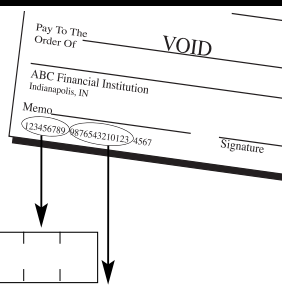 Pay To The
Order Of
VOID
ABC Financial Institution
Indianapolis, IN
Memo
123456789 9876543210123 4567
Signature